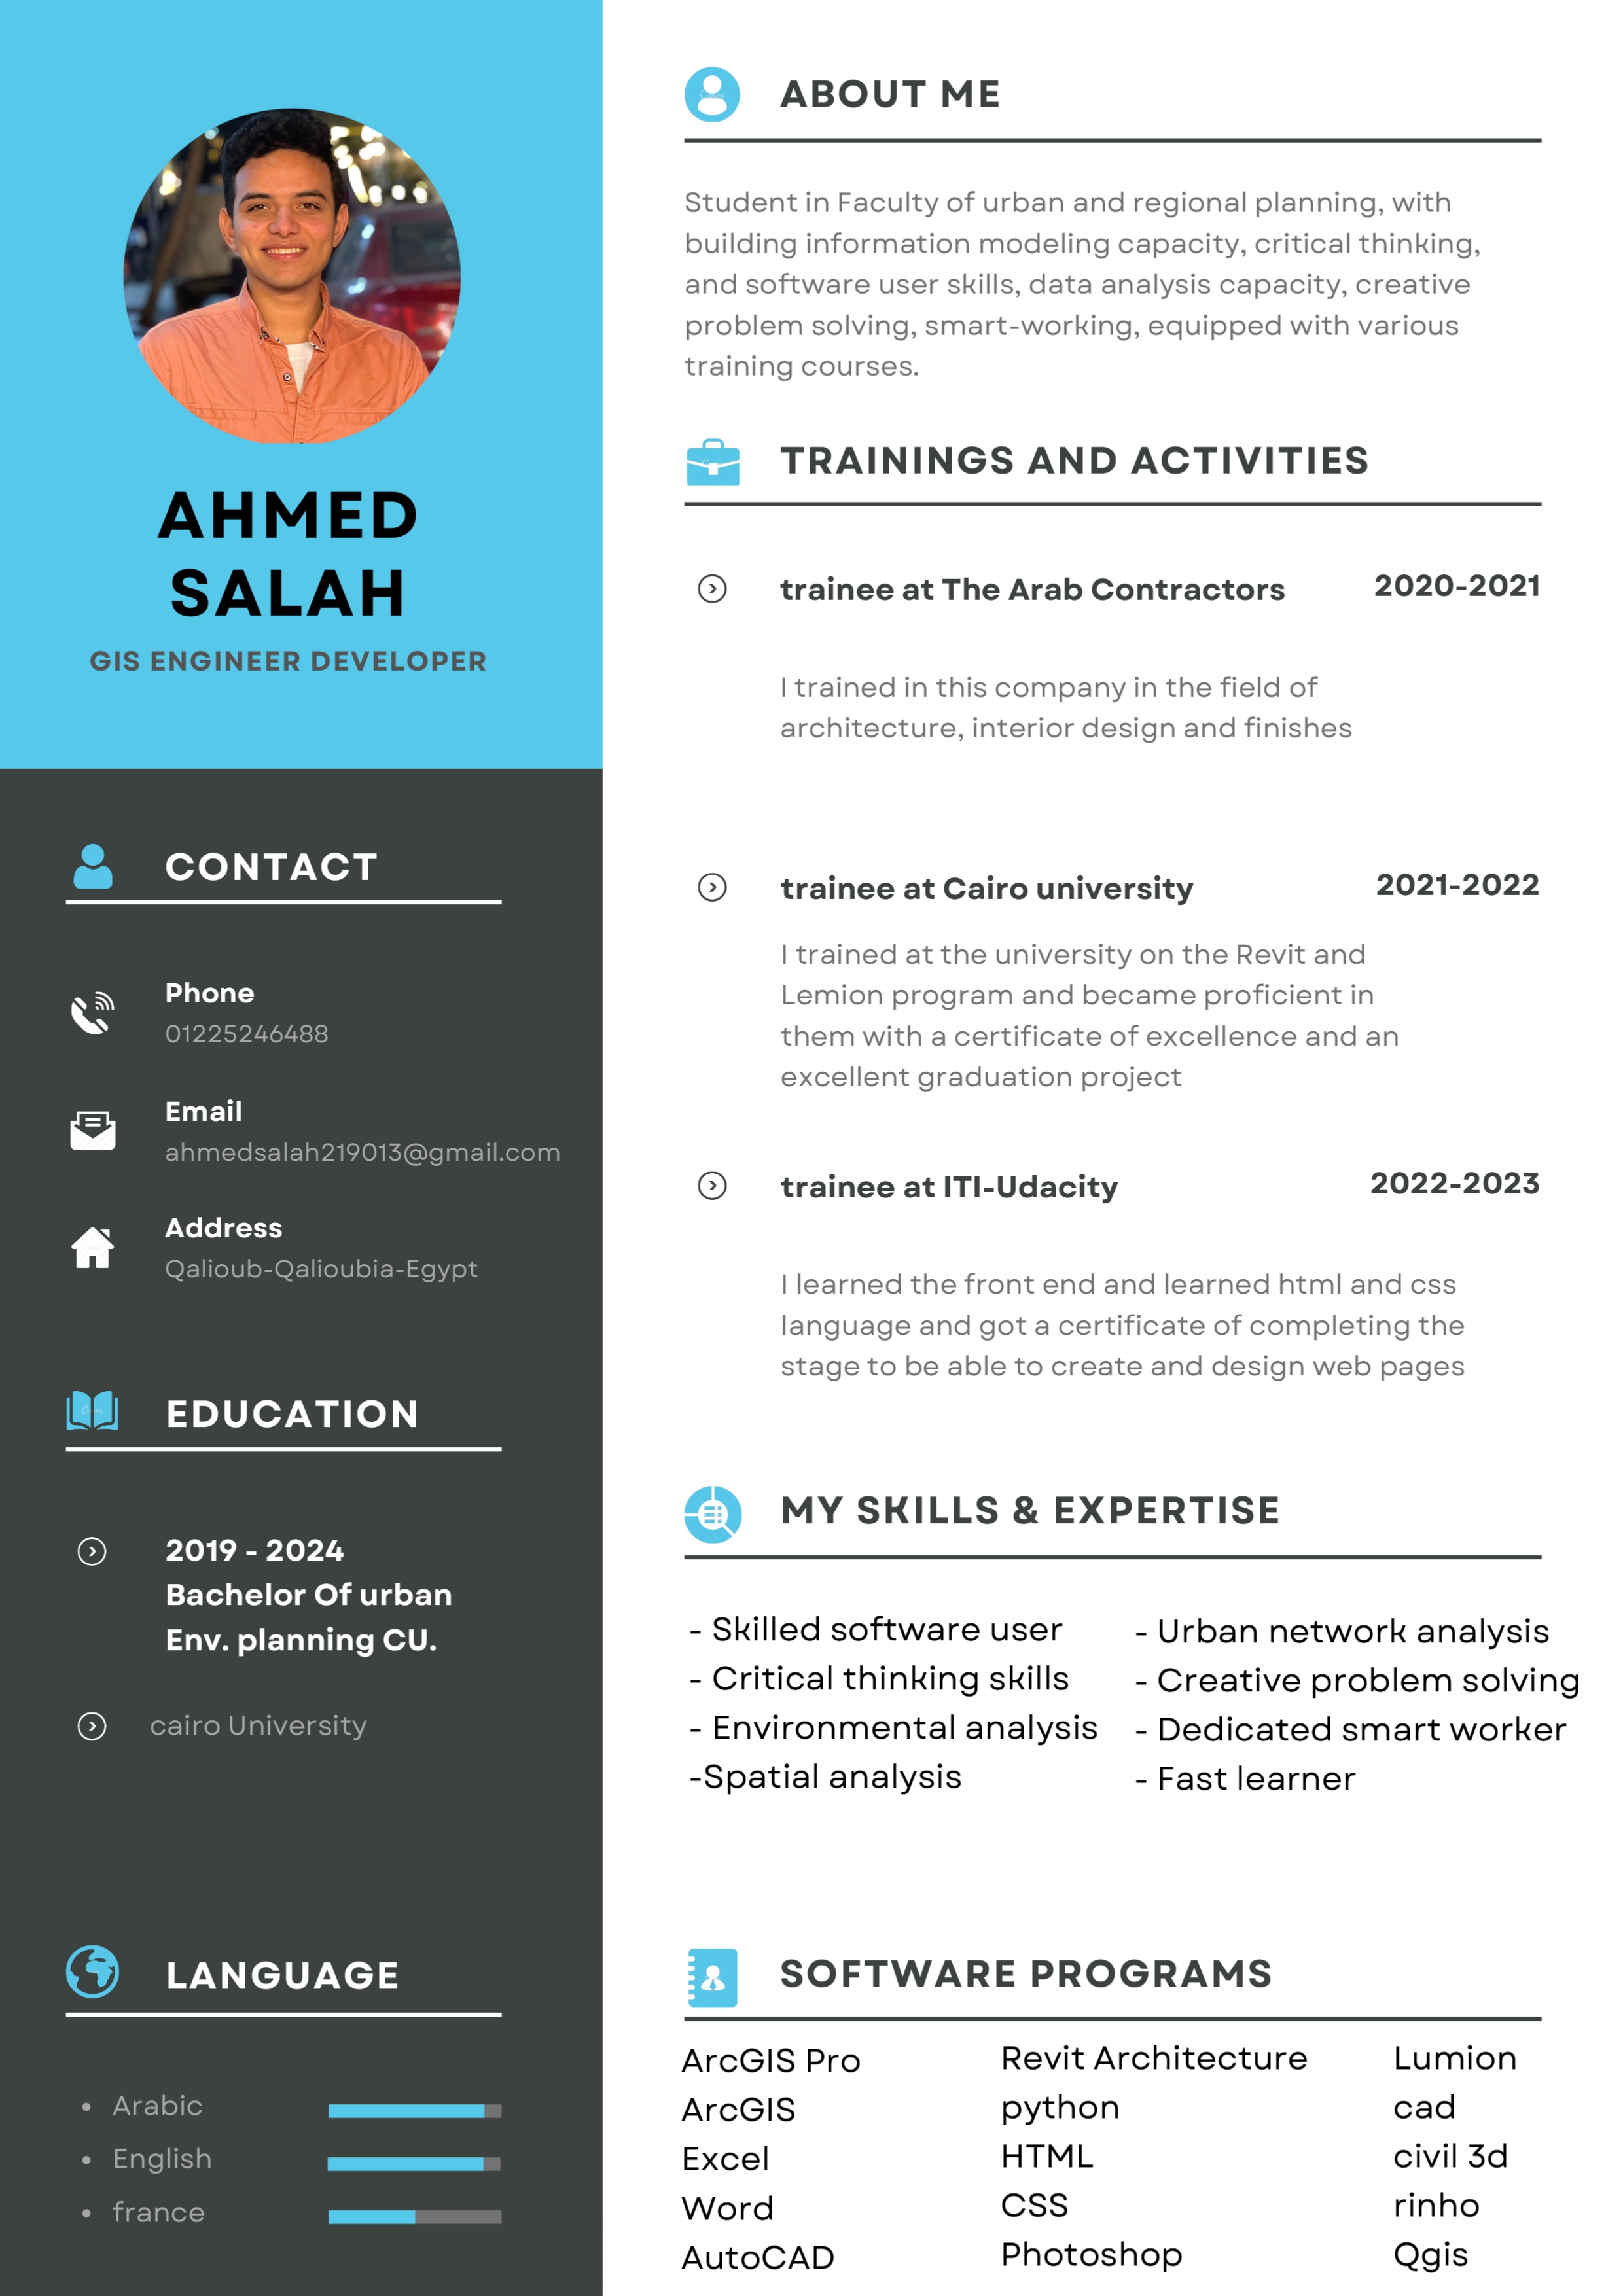 AHMED
SALAH
GIS ENGINEER DEVELOPER
CONTACT
Phone
01225246488
Email
ahmedsalah219013@gmail.com
Address
Qalioub-Qalioubia-Egypt
EDUCATION
2019 - 2024
Bachelor Of urban
Env. planning CU.
cairo University
LANGUAGE
Arabic
English
france
ABOUT ME
Student in Faculty of urban and regional planning, with
building information modeling capacity, critical thinking,
and software user skills, data analysis capacity, creative
problem solving, smart-working, equipped with various
training courses.
TRAININGS AND ACTIVITIES
trainee at The Arab Contractors 2020-2021
I trained in this company in the field of
architecture, interior design and finishes
trainee at Cairo university 2021-2022
I trained at the university on the Revit and
Lemion program and became proficient in
them with a certificate of excellence and an
excellent graduation project
trainee at ITI-Udacity 2022-2023
I learned the front end and learned html and css
language and got a certificate of completing the
stage to be able to create and design web pages
MY SKILLS & EXPERTISE
- Skilled software user
- Critical thinking skills
- Environmental analysis
-Spatial analysis
- Urban network analysis
- Creative problem solving
- Dedicated smart worker
- Fast learner
SOFTWARE PROGRAMS
ArcGIS Pro
ArcGIS
Excel
Word
AutoCAD
Revit Architecture
python
HTML
CSS
Photoshop
Lumion
cad
civil 3d
rinho
Qgis